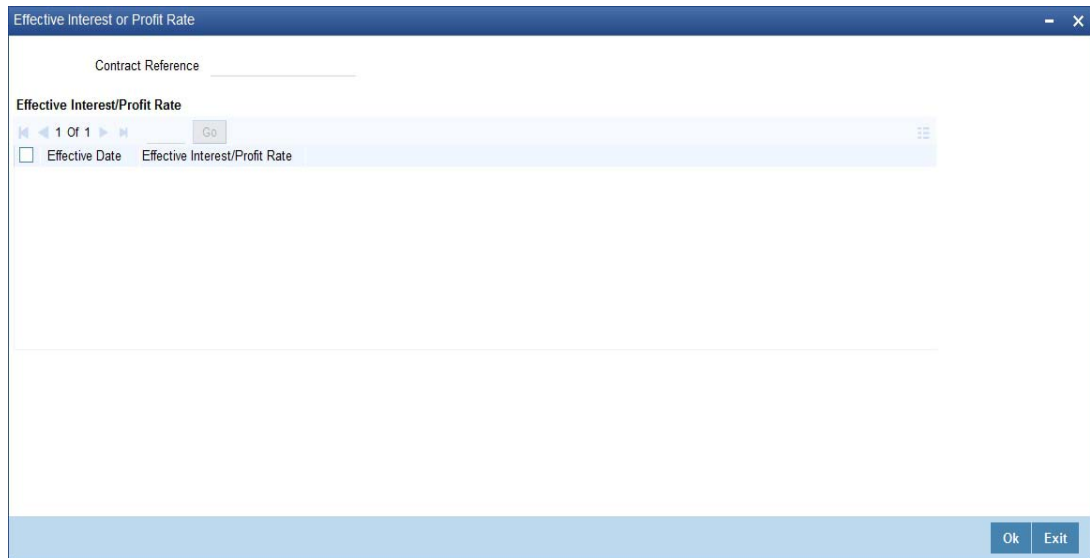 Effective Interest or Profit Rate
Contract Reference
Effective Interest/Profit Rate
1 Of 1 Go
Effective Date Effective Interest/Profit Rate
Ok Exit